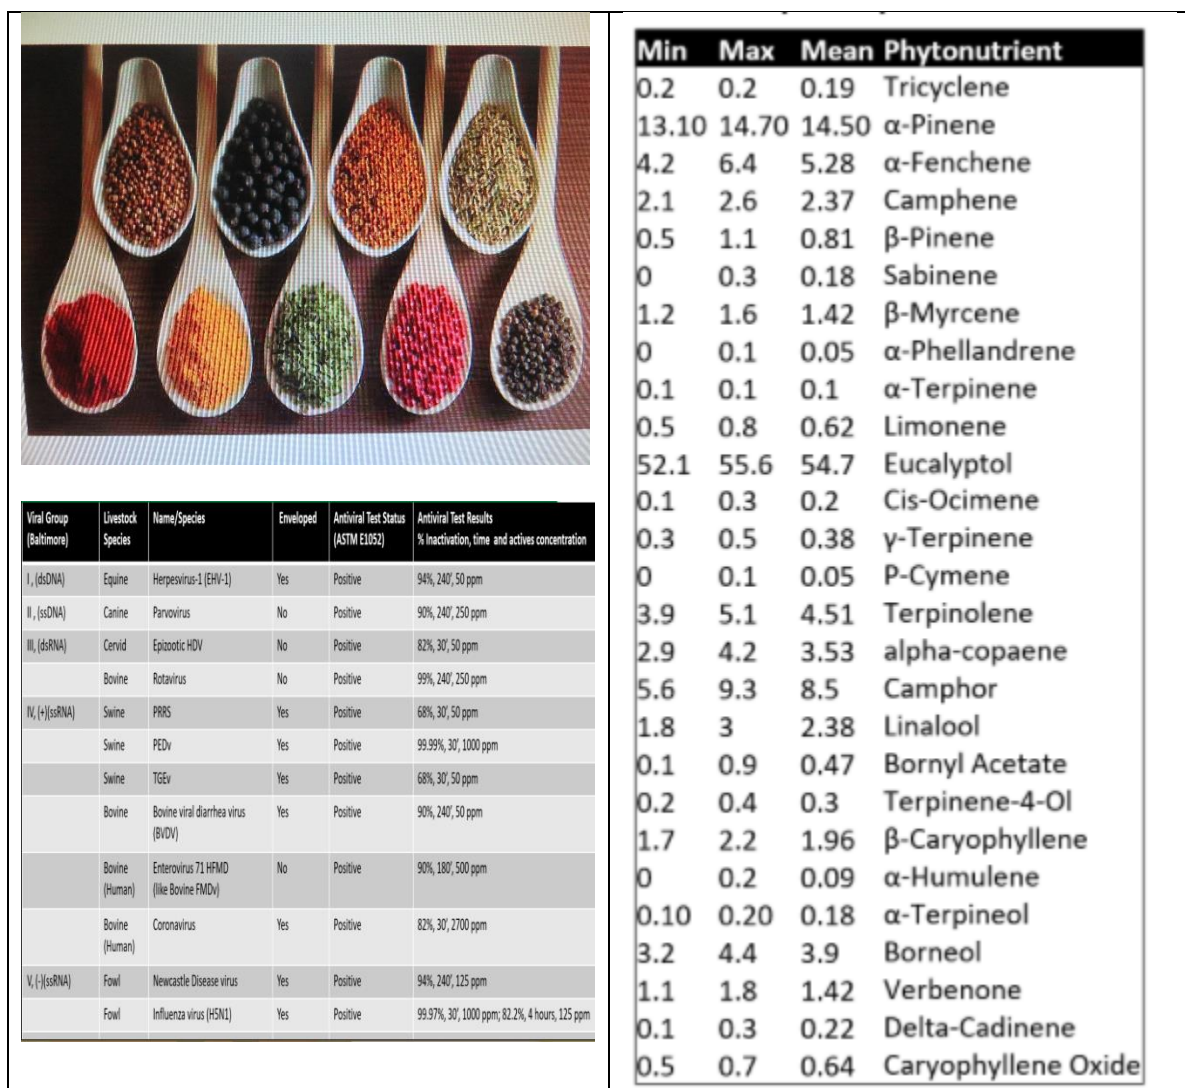 Viral Group Livestock Name/Species Enveloped Antiviral Test Status Antiviral Test Results
(Baltimore) Species (ASTM E1052) % Inactivation, time and actives concentration
I, (dsDNA) Equine Herpesvirus-1 (EHV-1) Yes Positive 94%, 240', 50 ppm
II, (ssDNA) Canine Parvovirus No Positive 90%, 240', 250 ppm
III, (dsRNA) Cervid Epizootic HDV No Positive 82%, 30', 50 ppm
Bovine Rotavirus No Positive 99%, 240', 250 ppm
IV, (+)(ssRNA) Swine PRRS Yes Positive 68%, 30', 50 ppm
Swine PEDv Yes Positive 99.99%, 30', 1000 ppm
Swine TGEv Yes Positive 68%, 30', 50 ppm
Bovine Bovine viral diarrhea virus Yes Positive 90%, 240', 50 ppm
(BVDV)
Bovine Enterovirus 71 HFMD No Positive 90%, 180', 500 ppm
(Human) (like Bovine FMDv)
Bovine Coronavirus Yes Positive 82%, 30', 2700 ppm
(Human)
V, (-)(ssRNA) Fowl Newcastle Disease virus Yes Positive 94%, 240', 125 ppm
Fowl Influenza virus (H5N1) Yes Positive 99.97%, 30', 1000 ppm; 82.2%, 4 hours, 125 ppm
Min Max Mean Phytonutrient
0.2 0.2 0.19 Tricyclene
13.10 14.70 14.50 α-Pinene
4.2 6.4 5.28 α-Fenchene
2.1 2.6 2.37 Camphene
0.5 1.1 0.81 β-Pinene
0 0.3 0.18 Sabinene
1.2 1.6 1.42 β-Myrcene
0 0.1 0.05 α-Phellandrene
0.1 0.1 0.1 α-Terpinene
0.5 0.8 0.62 Limonene
52.1 55.6 54.7 Eucalyptol
0.1 0.3 0.2 Cis-Ocimene
0.3 0.5 0.38 γ-Terpinene
0 0.1 0.05 P-Cymene
3.9 5.1 4.51 Terpinolene
2.9 4.2 3.53 alpha-copaene
5.6 9.3 8.5 Camphor
1.8 3 2.38 Linalool
0.1 0.9 0.47 Bornyl Acetate
0.2 0.4 0.3 Terpinene-4-Ol
1.7 2.2 1.96 β-Caryophyllene
0 0.2 0.09 α-Humulene
0.10 0.20 0.18 α-Terpineol
3.2 4.4 3.9 Borneol
1.1 1.8 1.42 Verbenone
0.1 0.3 0.22 Delta-Cadinene
0.5 0.7 0.64 Caryophyllene Oxide